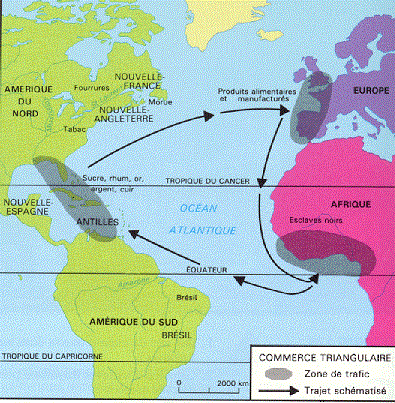 NOUVELLE-
FRANCE
Fourrures
AMÉRIQUE
DU
NORD
Morue
NOUVELLE-
ANGLETERRE
Tabac
Produits alimentaires
et manufacturés
EUROPE
Sucre, rhum, or,
argent, cuir
TROPIQUE DU CANCER
NOUVELLE-
ESPAGNE
ANTILLES
OCÉAN
ATLANTIQUE
AFRIQUE
Esclaves noirs
ÉQUATEUR
Amazone
Brésil
AMÉRIQUE DU SUD
BRÉSIL
TROPIQUE DU CAPRICORNE
0 2000 km
COMMERCE TRIANGULAIRE
Zone de trafic
Trajet schématisé